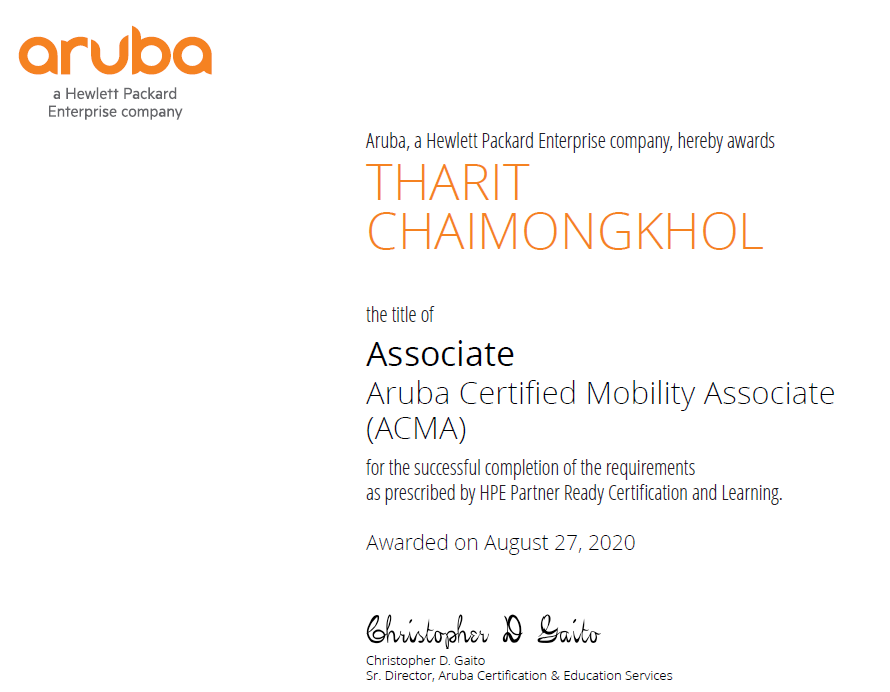 aruba
a Hewlett Packard
Enterprise company
Aruba, a Hewlett Packard Enterprise company, hereby awards
THARIT
CHAIMONGKHOL
the title of
Associate
Aruba Certified Mobility Associate
(ACMA)
for the successful completion of the requirements
as prescribed by HPE Partner Ready Certification and Learning.
Awarded on August 27, 2020
Christopher D Gaito
Christopher D. Gaito
Sr. Director, Aruba Certification & Education Services